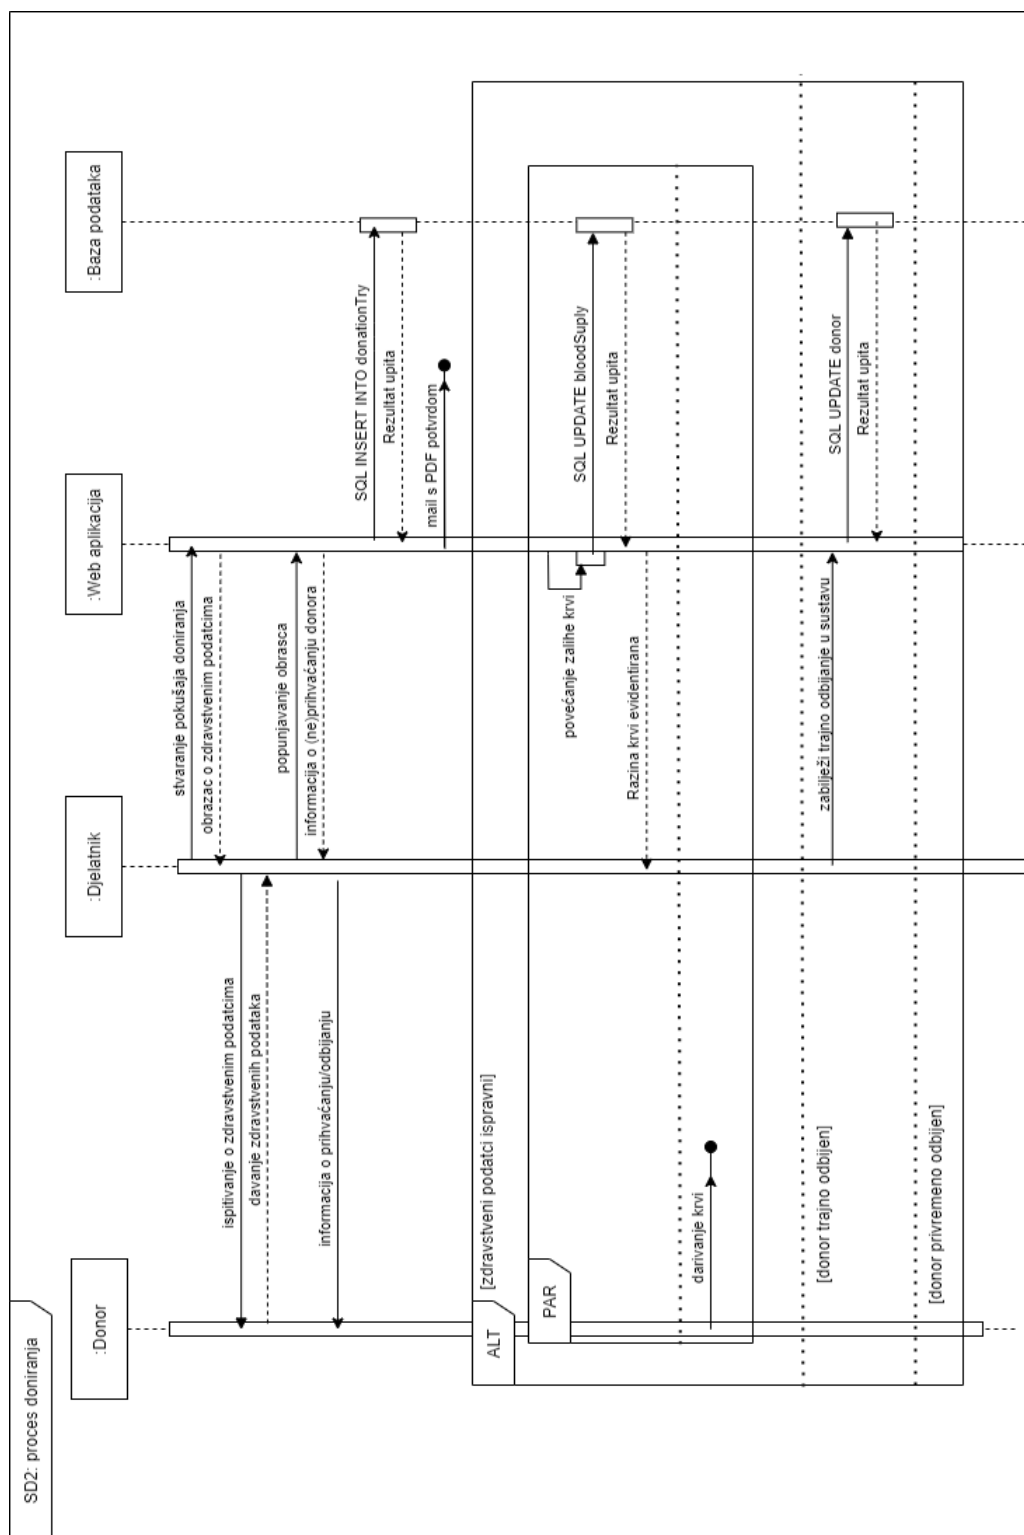 SD2: proces doniranja
:Donor
:Djelatnik
:Web aplikacija
:Baza podataka
stvaranje pokušaja doniranja
obrazac o zdravstvenim podatcima
ispitivanje o zdravstvenim podatcima
davanje zdravstvenih podataka
popunjavanje obrasca
informacija o (ne)prihvaćanju donora
informacija o prihvaćanju/odbijanju
SQL INSERT INTO donationTry
Rezultat upita
mail s PDF potvrdom
ALT
[zdravstveni podatci ispravni]
PAR
povećanje zalihe krvi
SQL UPDATE bloodSuply
Rezultat upita
Razina krvi evidentirana
darivanje krvi
[donor trajno odbijen]
zabilježi trajno odbijanje u sustavu
SQL UPDATE donor
Rezultat upita
[donor privremeno odbijen]